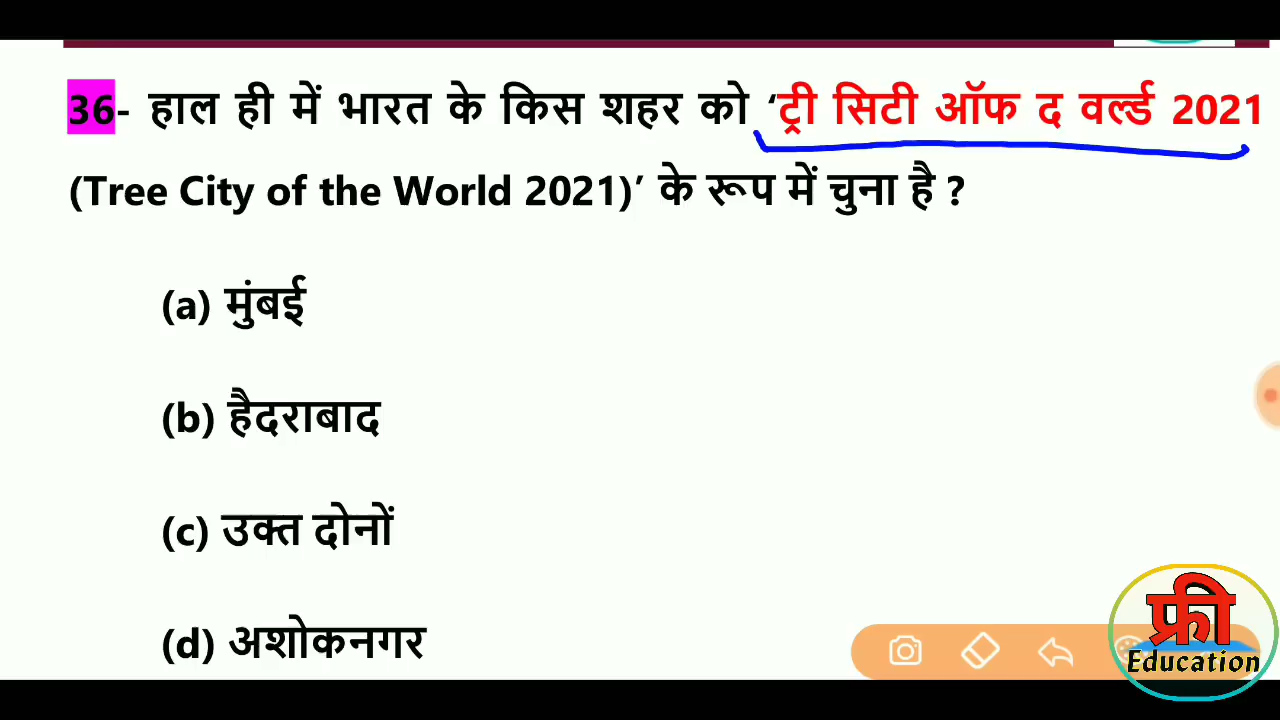 36- हाल ही में भारत के किस शहर को ‘ट्री सिटी ऑफ द वर्ल्ड 2021
(Tree City of the World 2021)’ के रूप में चुना है ?
(a) मुंबई
(b) हैदराबाद
(c) उक्त दोनों
(d) अशोकनगर
फ्री
Education